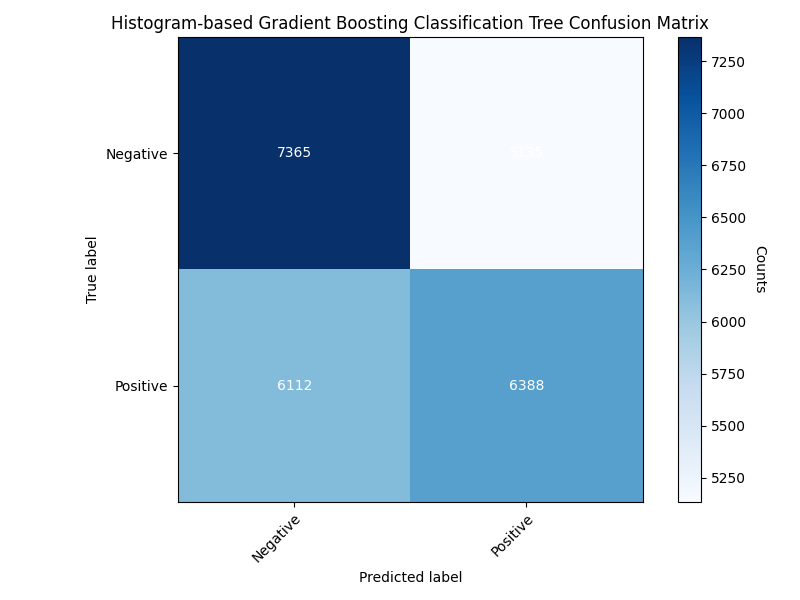 Histogram-based Gradient Boosting Classification Tree Confusion Matrix
7365
5135
6112
6388
Negative
Positive
True label
Negative
Positive
Predicted label
7250
7000
6750
6500
6250
6000
5750
5500
5250
Counts